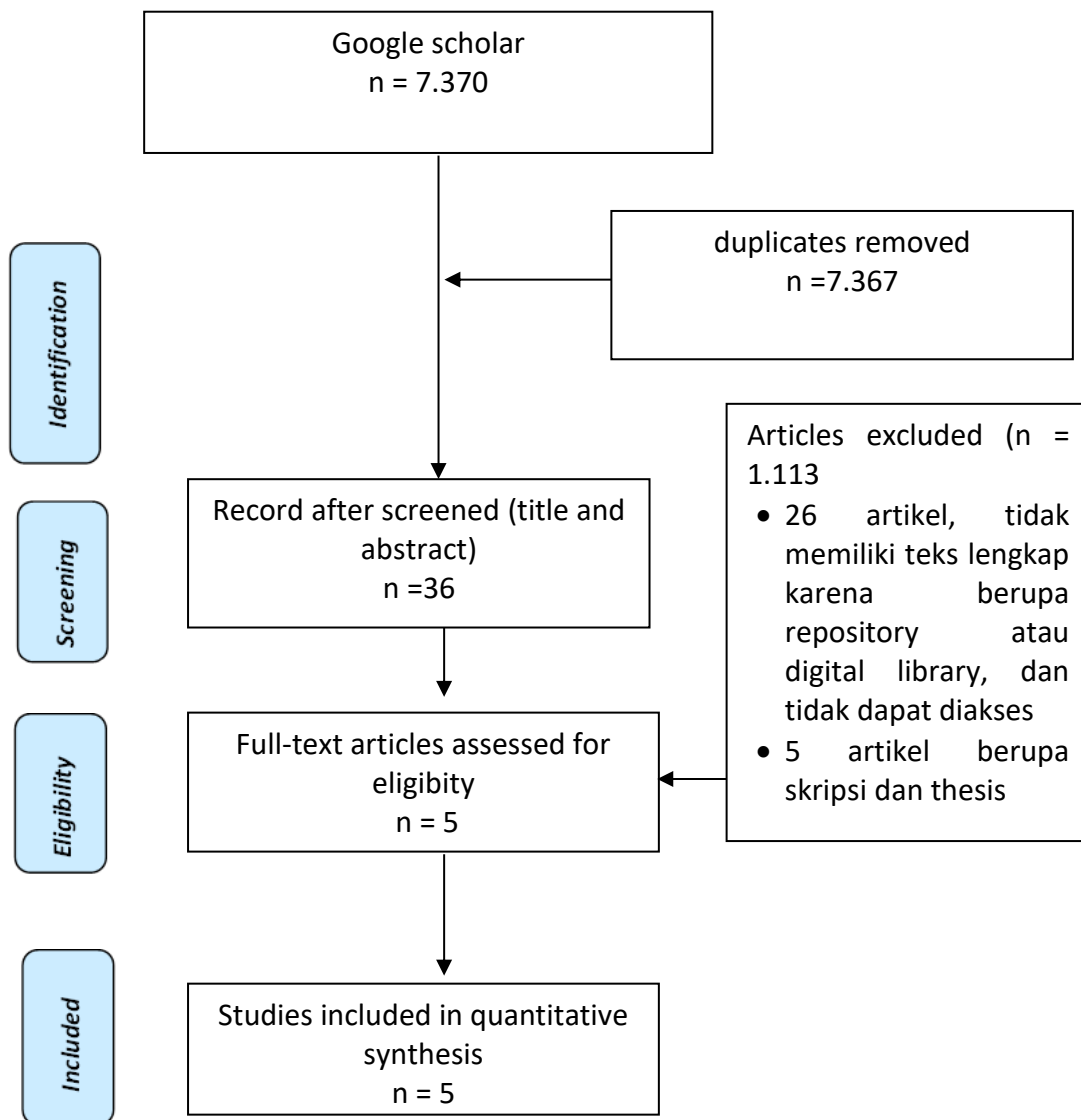 Google scholar
n = 7.370
duplicates removed
n =7.367
Identification
Articles excluded (n =
1.113
• 26 artikel, tidak
memiliki teks lengkap
karena berupa
repository atau
digital library, dan
tidak dapat diakses
• 5 artikel berupa
skripsi dan thesis
Record after screened (title and
abstract)
n =36
Screening
Full-text articles assessed for
eligibity
n = 5
Eligibility
Studies included in quantitative
synthesis
n = 5
Included